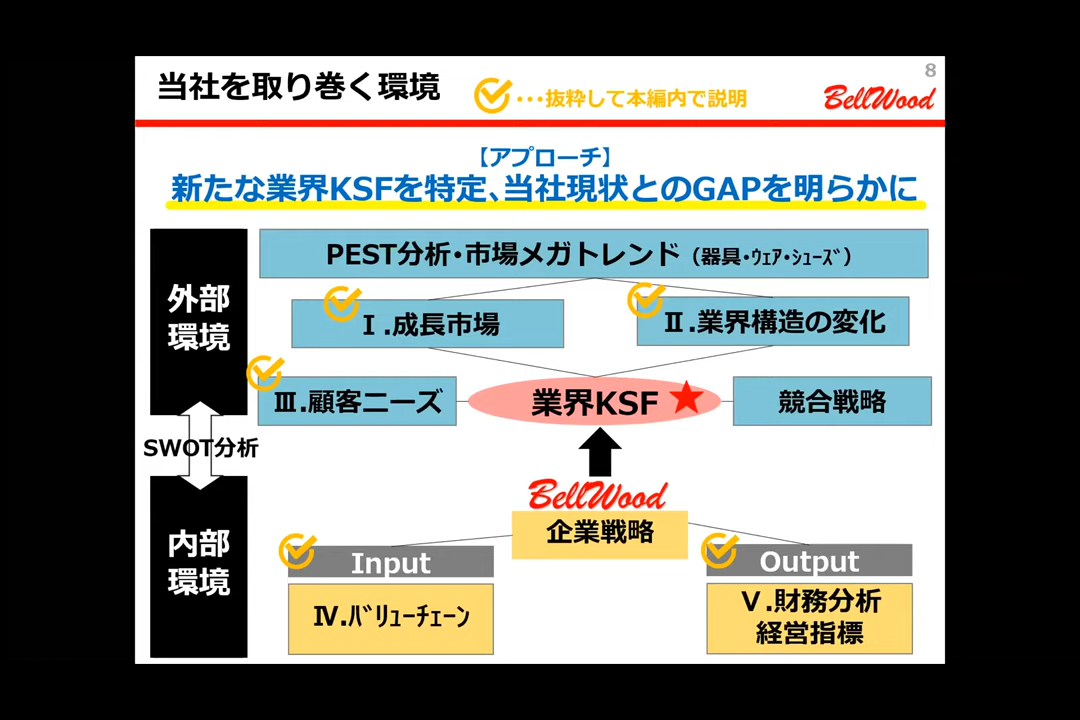 8
当社を取り巻く環境
･･･抜粋して本編内で説明
BellWood
【アプローチ】
新たな業界KSFを特定、当社現状とのGAPを明らかに
外部
環境
PEST分析・市場メガトレンド（器具・ｳｪｱ・ｼｭｰｽﾞ）
Ⅰ.成長市場
Ⅱ.業界構造の変化
Ⅲ.顧客ニーズ
業界KSF
競合戦略
SWOT分析
BellWood
企業戦略
内部
環境
Input
Output
Ⅳ.ﾊﾞﾘｭｰﾁｪｰﾝ
Ⅴ.財務分析
経営指標